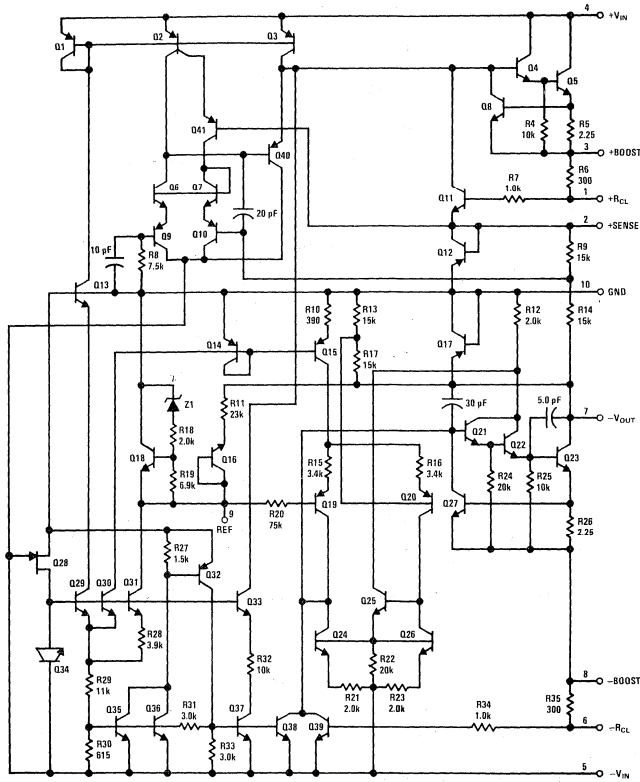 4 +VIN
Q1
Q2
Q3
Q4
Q5
Q8
R4
10k
R5
2.25
3 +BOOST
Q41
Q40
R6
300
R7
1.0k
1 +RCL
Q6
Q7
Q11
20 pF
2 +SENSE
Q9
Q10
Q12
R9
15k
10 pF
R8
7.5k
10 GND
Q13
R10
390
R13
15k
R12
2.0k
R14
15k
Q14
Q15
Q17
R17
15k
Z1
R11
23k
30 pF
5.0 pF
7 –VOUT
R18
2.0k
Q21
Q22
Q23
Q18
R19
6.9k
Q16
R15
3.4k
R16
3.4k
R24
20k
R25
10k
Q19
Q20
Q27
R20
75k
9
REF
R26
2.25
Q28
R27
1.5k
Q32
Q29
Q30
Q31
Q33
Q25
R28
3.9k
Q24
Q26
Q34
R32
10k
R22
20k
R29
11k
R21
2.0k
R23
2.0k
8 –BOOST
R35
300
Q35
Q36
R31
3.0k
Q37
Q38
Q39
R34
1.0k
6 –RCL
R30
615
R33
3.0k
5 –VIN